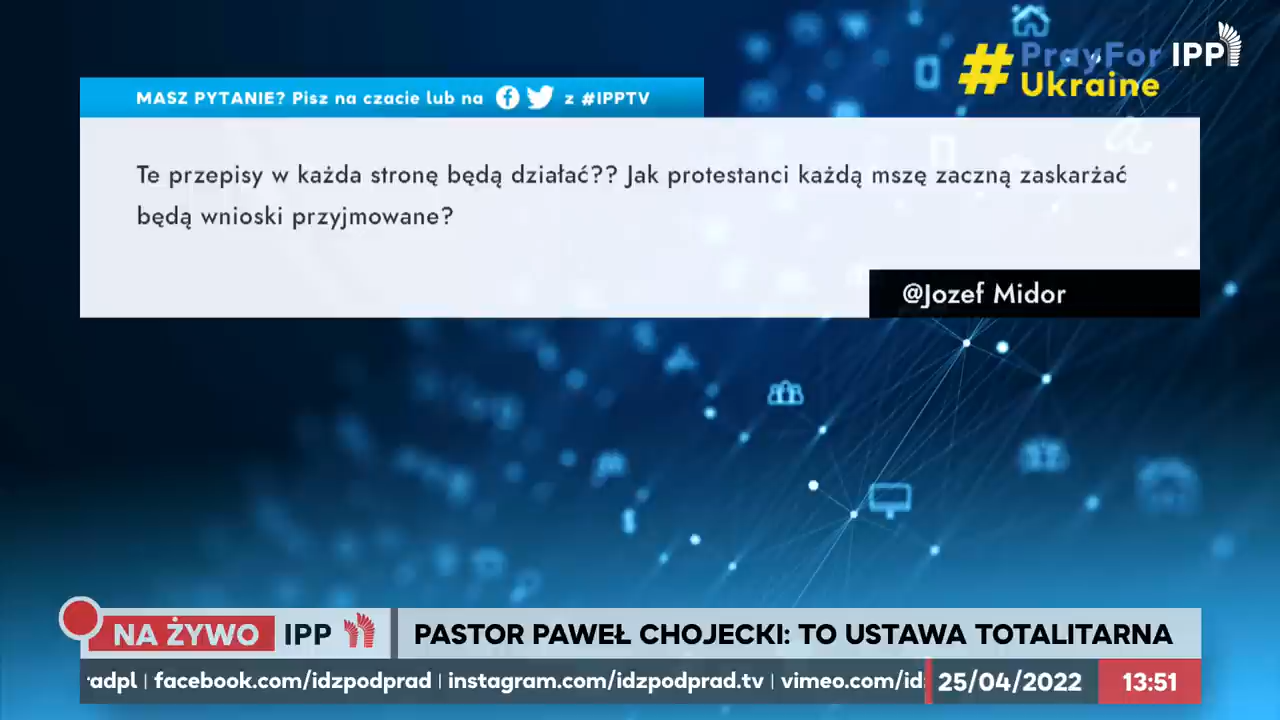 #PrayFor
Ukraine
IPP
MASZ PYTANIE? Pisz na czacie lub na z #IPPTV
Te przepisy w każda stronę będą działać?? Jak protestanci każdą mszę zaczną zaskarżać
będą wnioski przyjmowane?
@Jozef Midor
NA ŻYWO IPP
PASTOR PAWEŁ CHOJECKI: TO USTAWA TOTALITARNA
radpl | facebook.com/idzpodprad | instagram.com/idzpodprad.tv | vimeo.com/id
25/04/2022 13:51